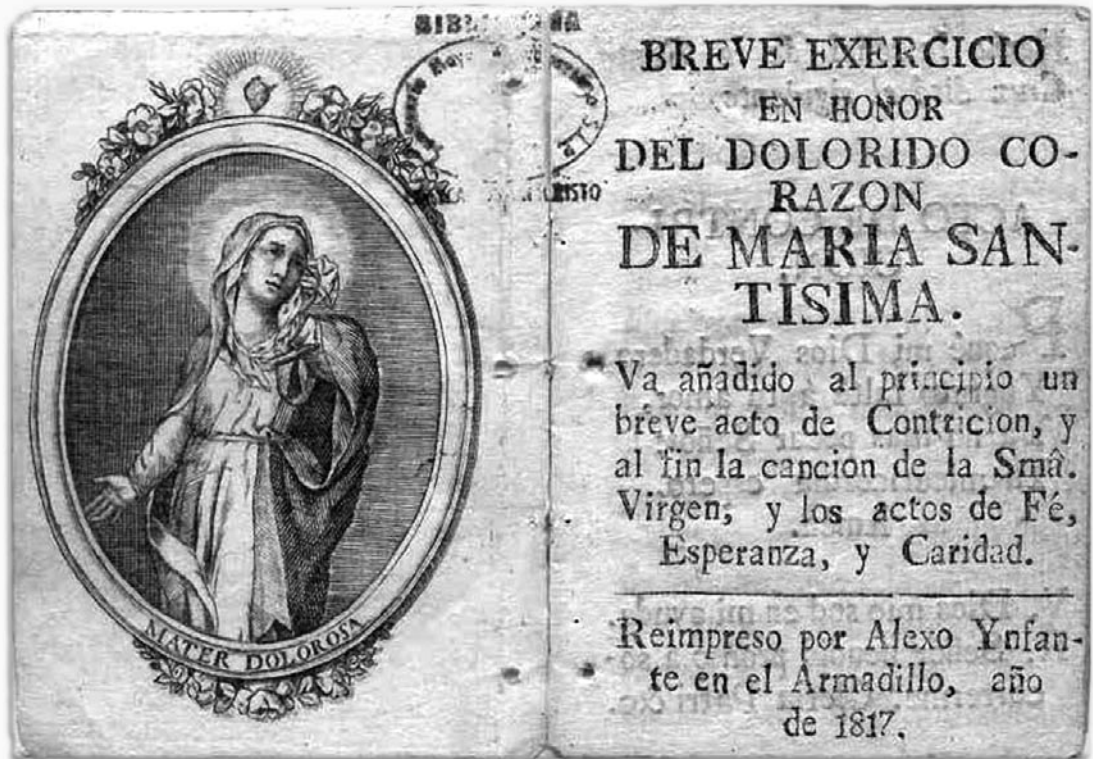 MATER DOLOROSA
S.L.P.
BREVE EXERCICIO
EN HONOR
DEL DOLORIDO CO-
RAZON
DE MARIA SAN-
TISIMA.
Va añadido al principio un
breve acto de Contricion, y
al fin la cancion de la Smâ.
Virgen, y los actos de Fé,
Esperanza, y Caridad.
Reimpreso por Alexo Ynfan-
te en el Armadillo, año
de 1817.